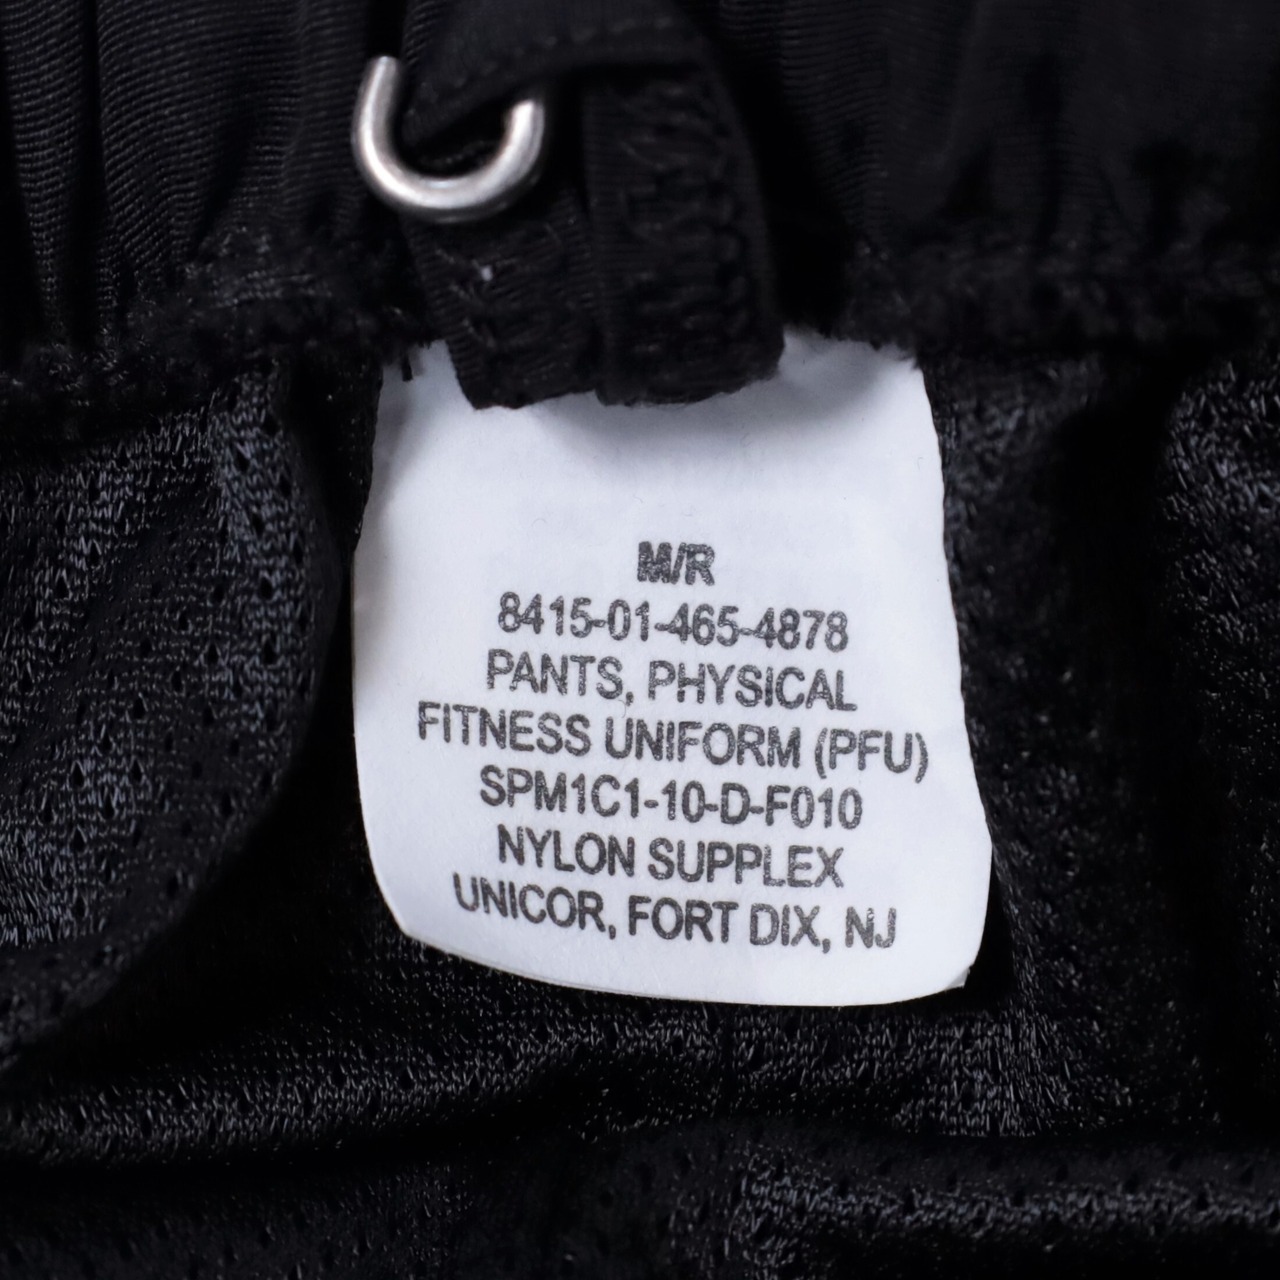 M/R
8415-01-465-4878
PANTS, PHYSICAL
FITNESS UNIFORM (PFU)
SPM1C1-10-D-F010
NYLON SUPPLEX
UNICOR, FORT DIX, NJ